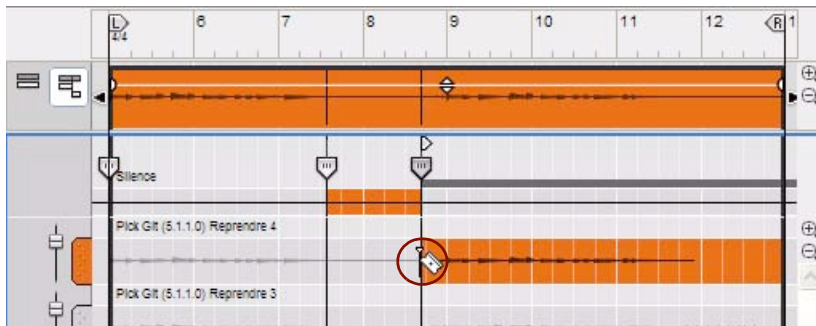 L 6 7 8 9 10 11 12 R 1
4/4
Silence
Pick Git (5.1.1.0) Reprendre 4
Pick Git (5.1.1.0) Reprendre 3